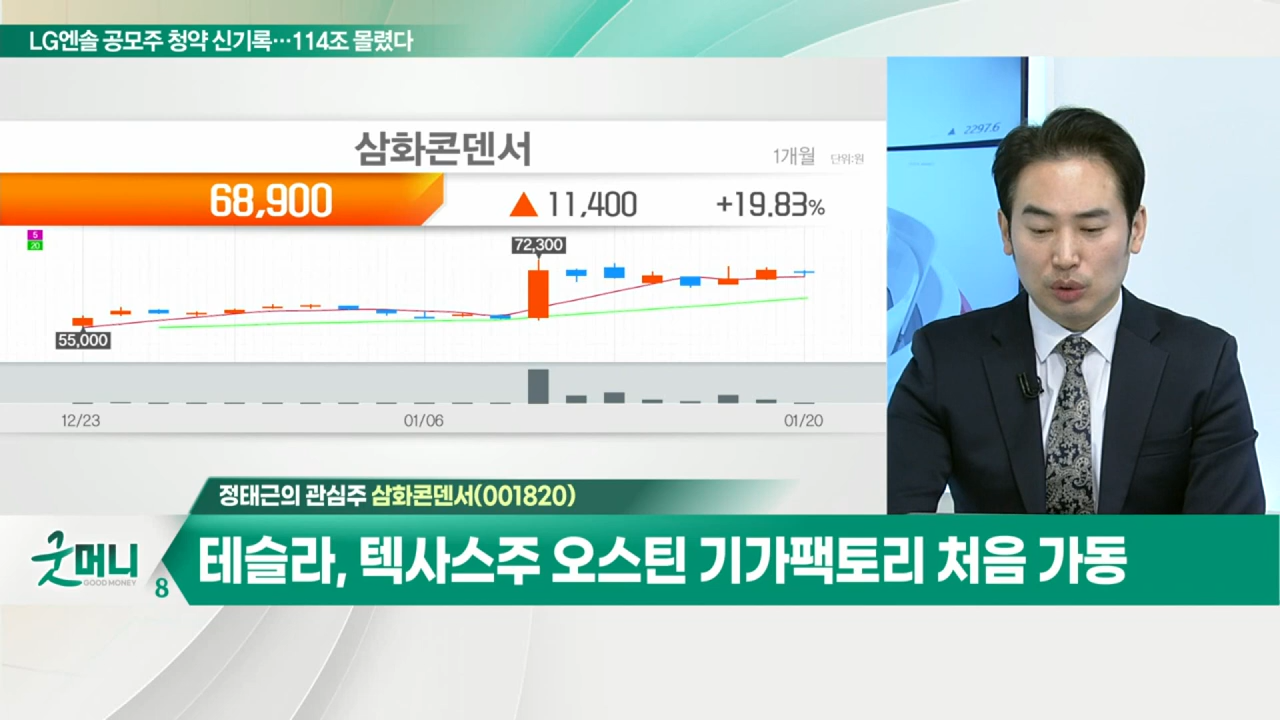 LG엔솔 공모주 청약 신기록…114조 몰렸다
▲ 2297.6
삼화콘덴서
1개월 단위:원
68,900 ▲ 11,400 +19.83%
5
20
72,300
55,000
12/23 01/06 01/20
정태근의 관심주 삼화콘덴서(001820)
테슬라, 텍사스주 오스틴 기가팩토리 처음 가동
굿머니
GOOD MONEY
8